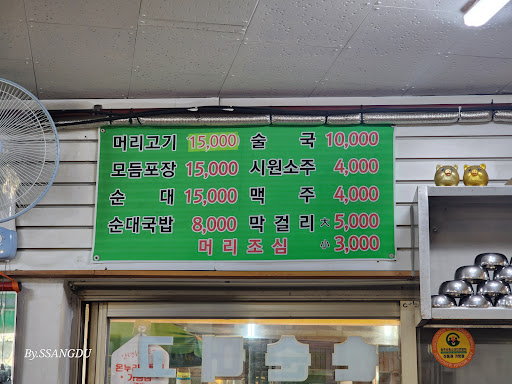 머리고기 15,000 술국 10,000
모듬포장 15,000 시원소주 4,000
순대 15,000 맥주 4,000
순대국밥 8,000 막걸리 大 5,000
머리조심 小 3,000
By.SSANGDU